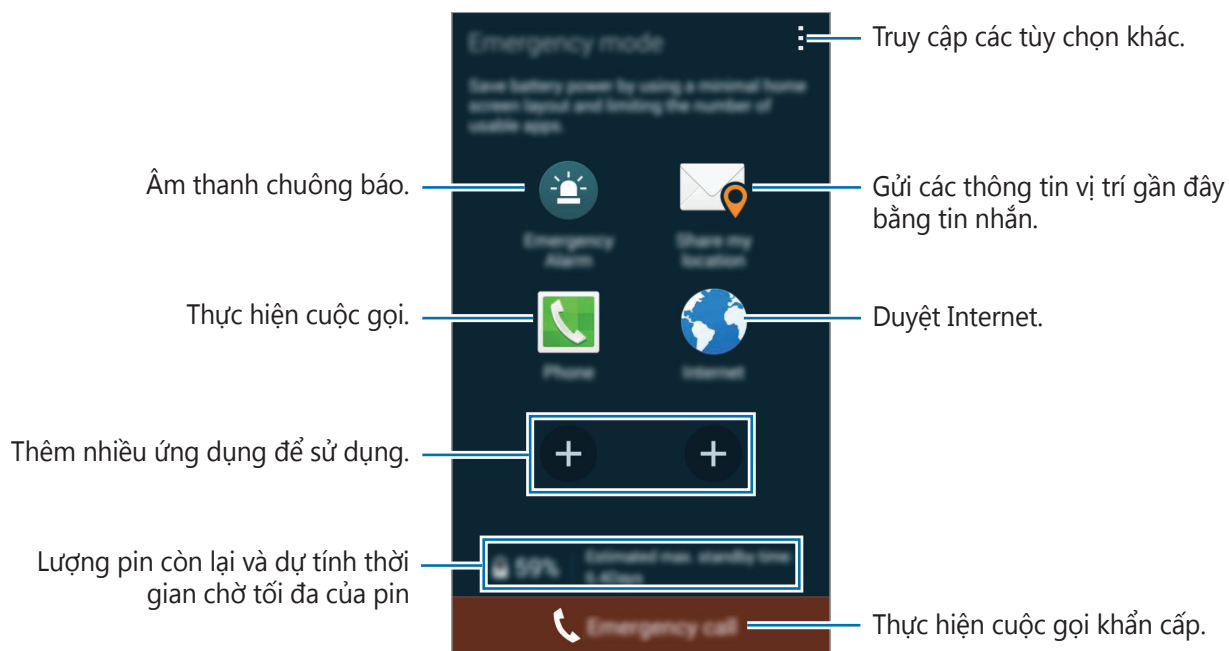 Emergency mode
Truy cập các tùy chọn khác.
Save battery power by using a minimal home
screen layout and limiting the number of
usable apps.
Âm thanh chuông báo.
Gửi các thông tin vị trí gần đây
bằng tin nhắn.
Emergency
Alarm
Share my
location
Thực hiện cuộc gọi.
Duyệt Internet.
Phone
Internet
Thêm nhiều ứng dụng để sử dụng.
Lượng pin còn lại và dự tính thời
gian chờ tối đa của pin
59%
Estimated max. standby time:
Emergency call
Thực hiện cuộc gọi khẩn cấp.